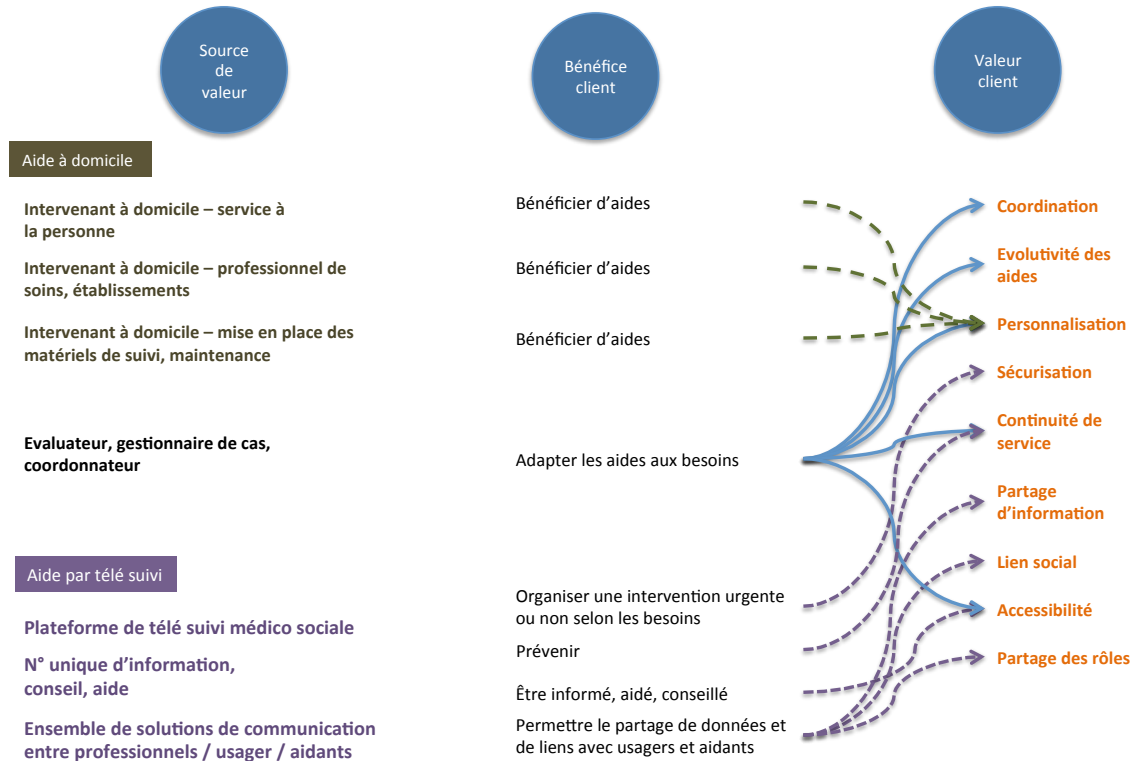 Source
de
valeur
Bénéfice
client
Valeur
client
Aide à domicile
Intervenant à domicile – service à
la personne
Bénéficier d’aides
Coordination
Intervenant à domicile – professionnel de
soins, établissements
Bénéficier d’aides
Evolutivité des
aides
Intervenant à domicile – mise en place des
matériels de suivi, maintenance
Bénéficier d’aides
Personnalisation
Sécurisation
Evaluateur, gestionnaire de cas,
coordonnateur
Adapter les aides aux besoins
Continuité de
service
Partage
d’information
Lien social
Aide par télé suivi
Organiser une intervention urgente
ou non selon les besoins
Accessibilité
Plateforme de télé suivi médico sociale
Prévenir
Partage des rôles
N° unique d’information,
conseil, aide
Être informé, aidé, conseillé
Ensemble de solutions de communication
entre professionnels / usager / aidants
Permettre le partage de données et
de liens avec usagers et aidants